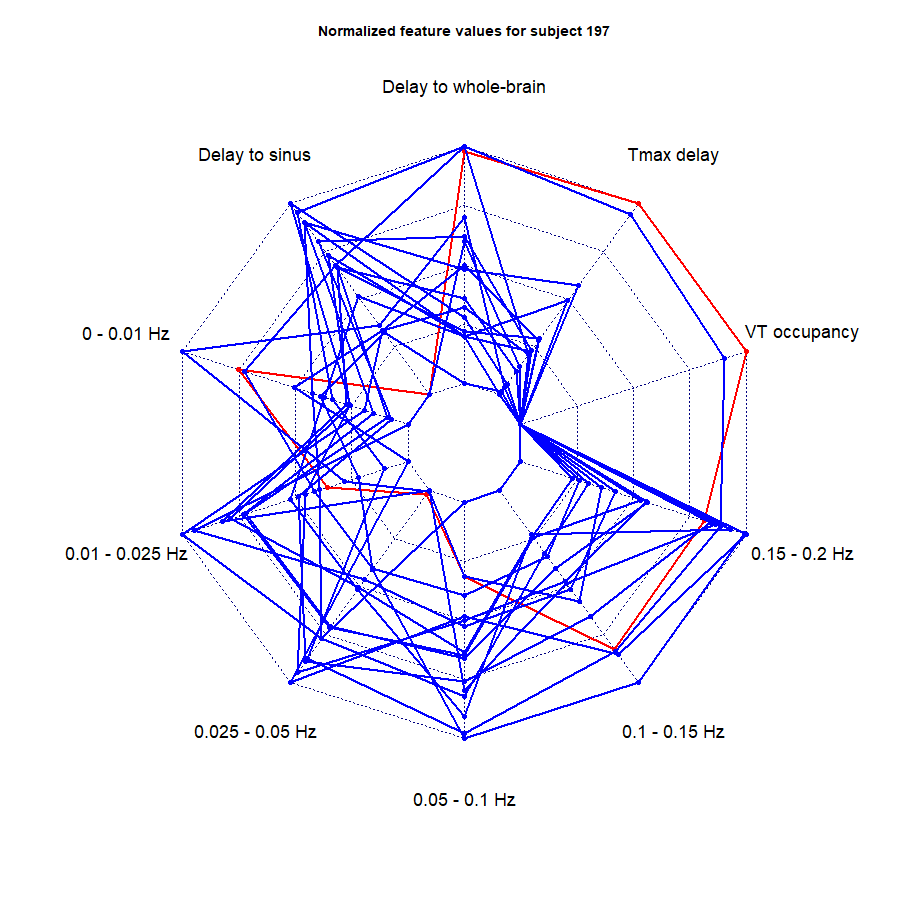 Normalized feature values for subject 197
Delay to whole-brain
Delay to sinus
Tmax delay
0 - 0.01 Hz
VT occupancy
0.01 - 0.025 Hz
0.15 - 0.2 Hz
0.025 - 0.05 Hz
0.1 - 0.15 Hz
0.05 - 0.1 Hz